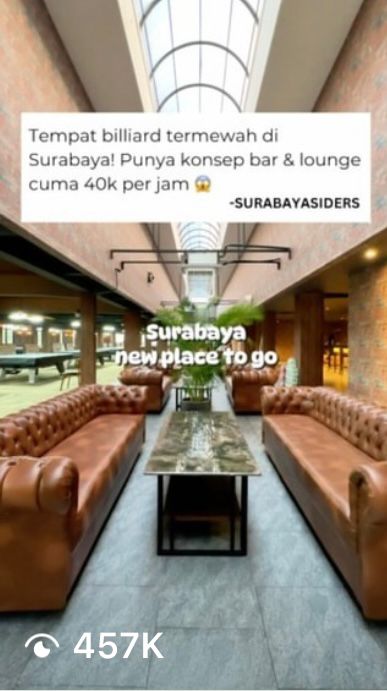 Tempat billiard termewah di
Surabaya! Punya konsep bar & lounge
cuma 40k per jam 😱
-SURABAYASIDERS
Surabaya
new place to go
457K